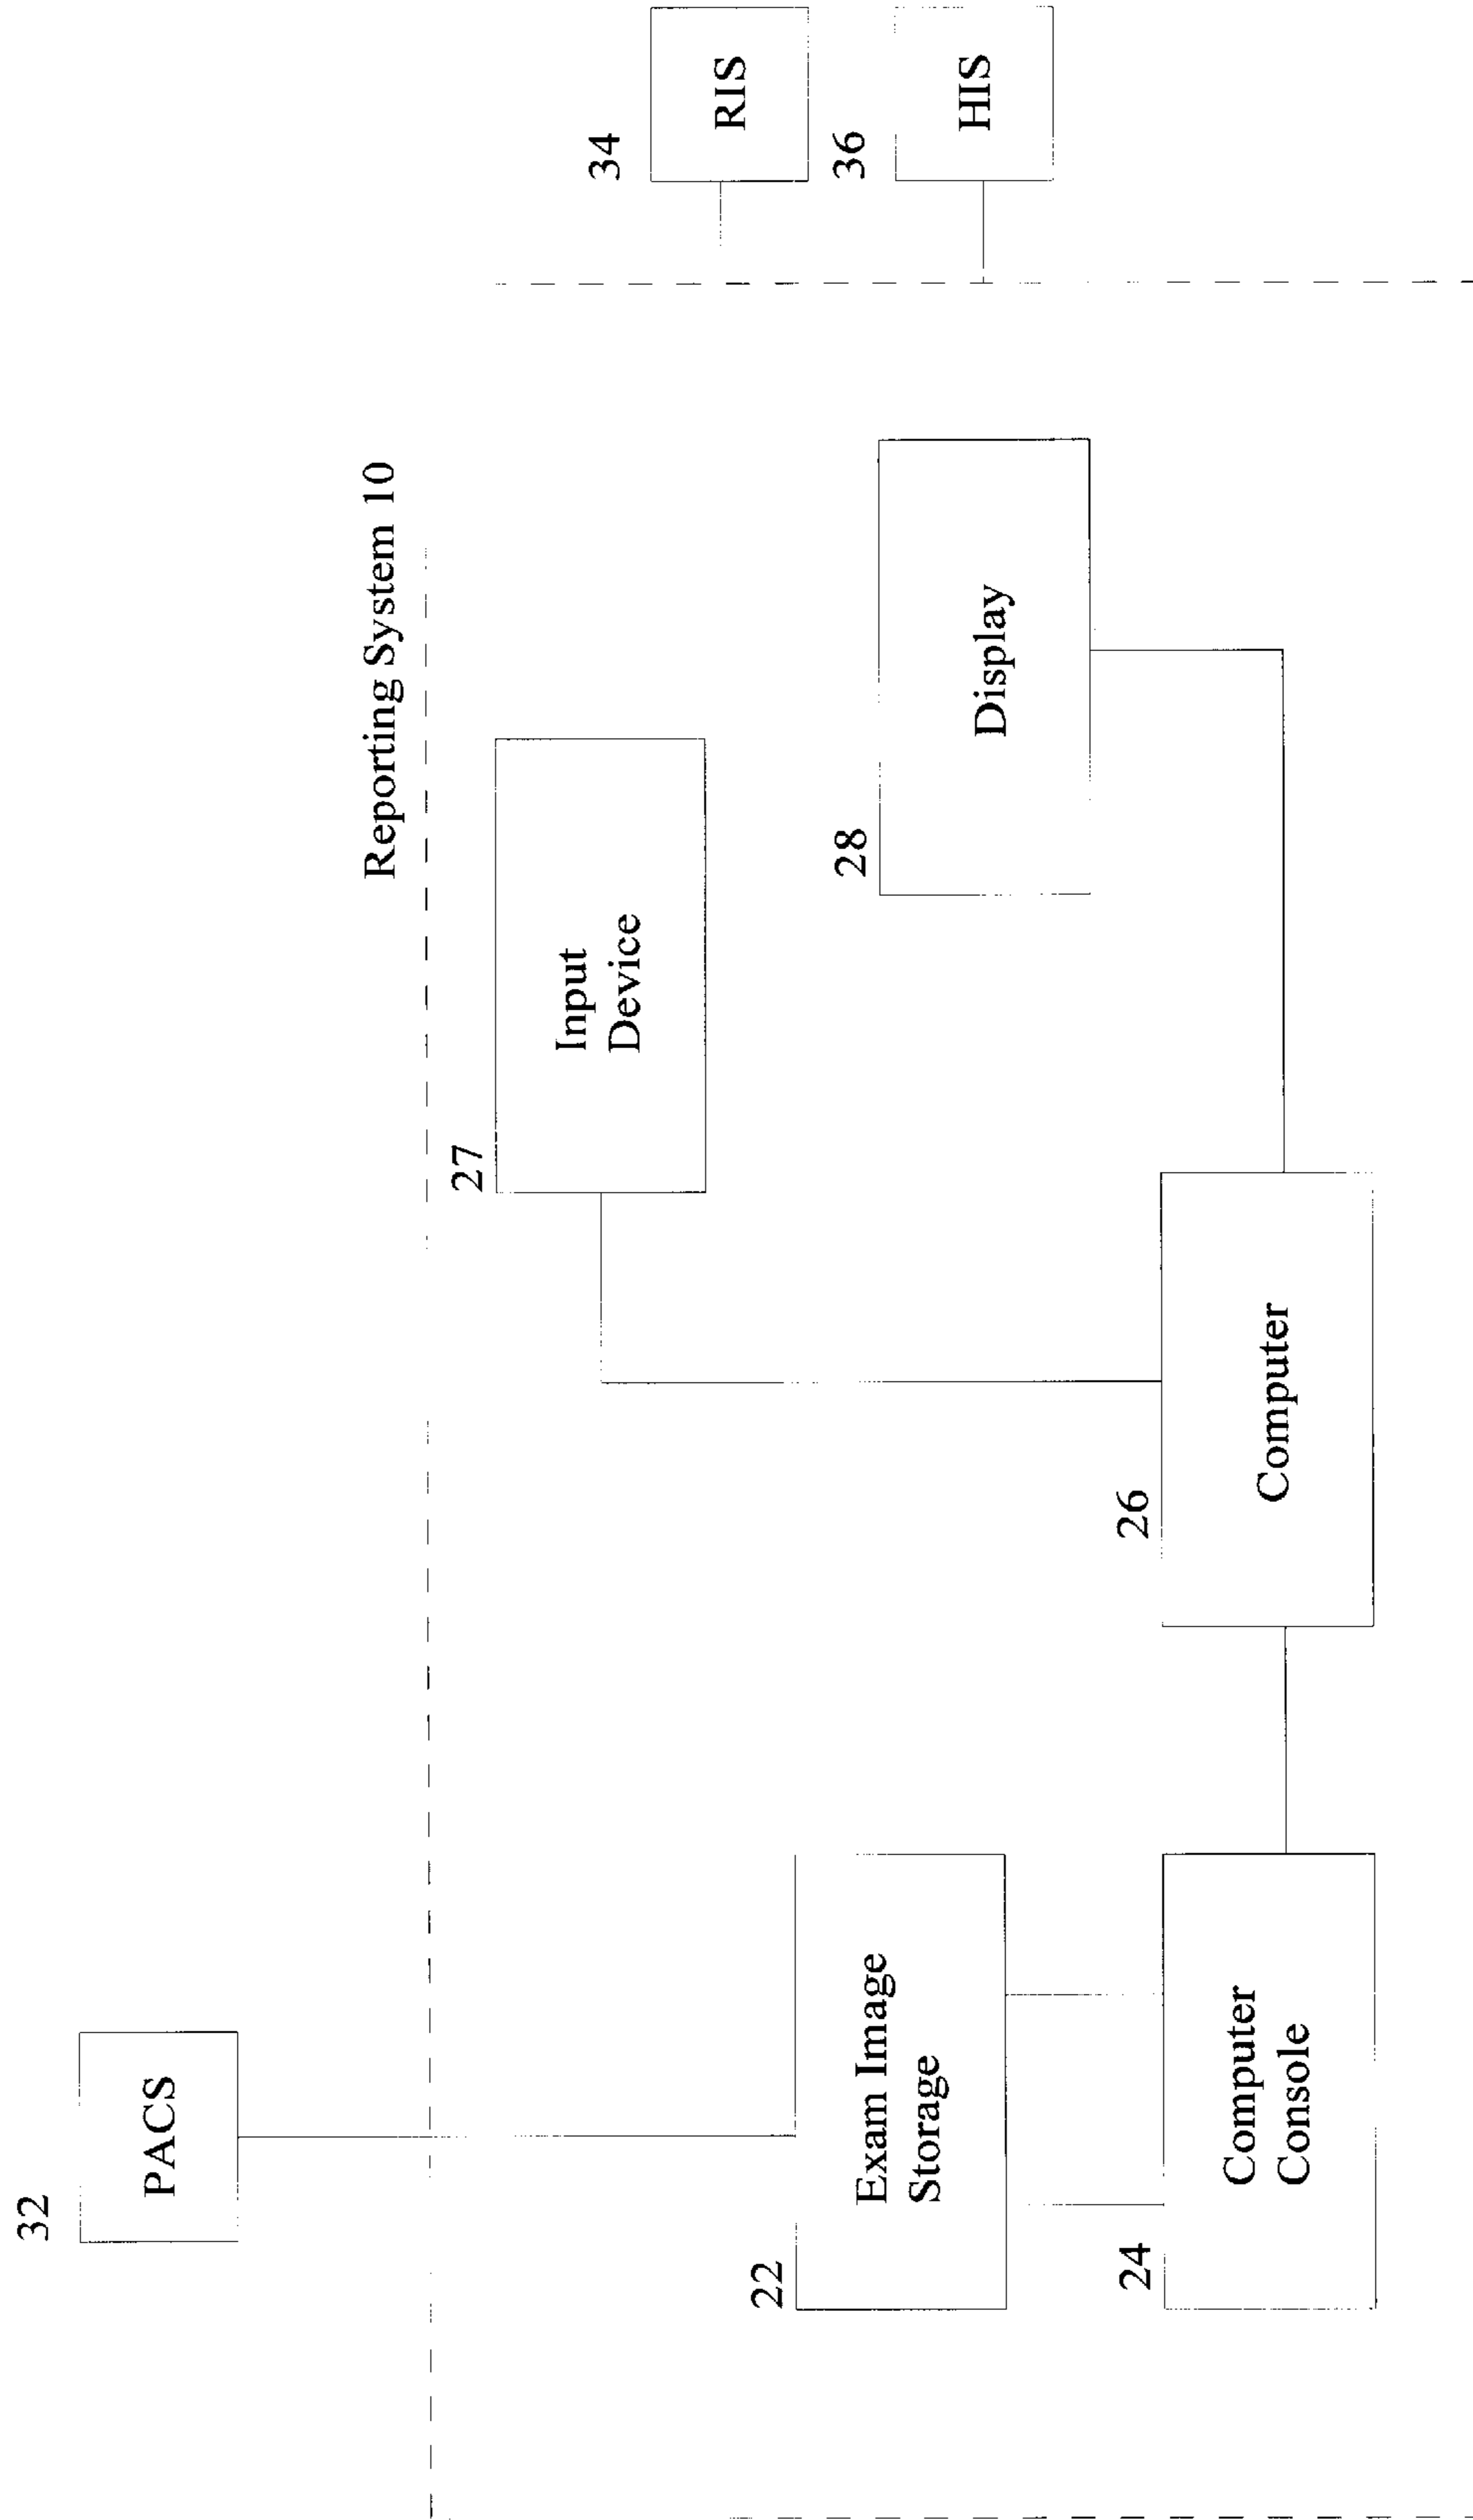 32
PACS
Reporting System 10
27
Input
Device
34
RIS
22
Exam Image
Storage
28
Display
36
HIS
24
Computer
Console
26
Computer